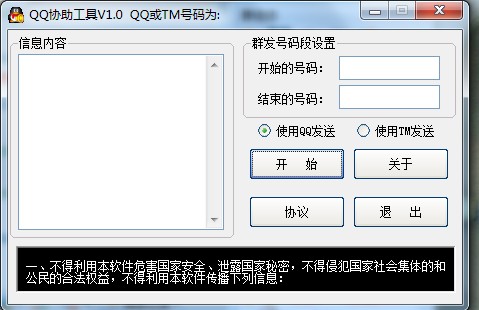 QQ协助工具V1.0 QQ或TM号码为:
信息内容
群发号码段设置
开始的号码:
结束的号码:
使用QQ发送
使用TM发送
开 始
关于
协议
退 出
一、不得利用本软件危害国家安全、泄露国家秘密，不得侵犯国家社会集体的和
公民的合法权益，不得利用本软件传播下列信息: